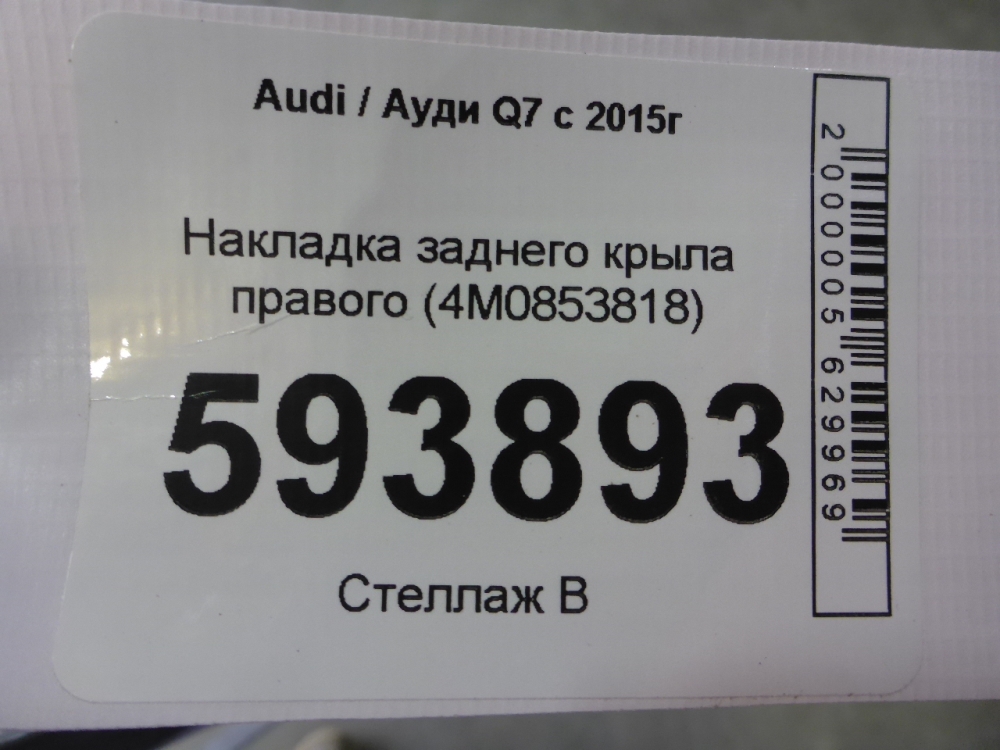 Audi / Ауди Q7 с 2015г
Накладка заднего крыла
правого (4M0853818)
593893
Стеллаж В
2000005629969